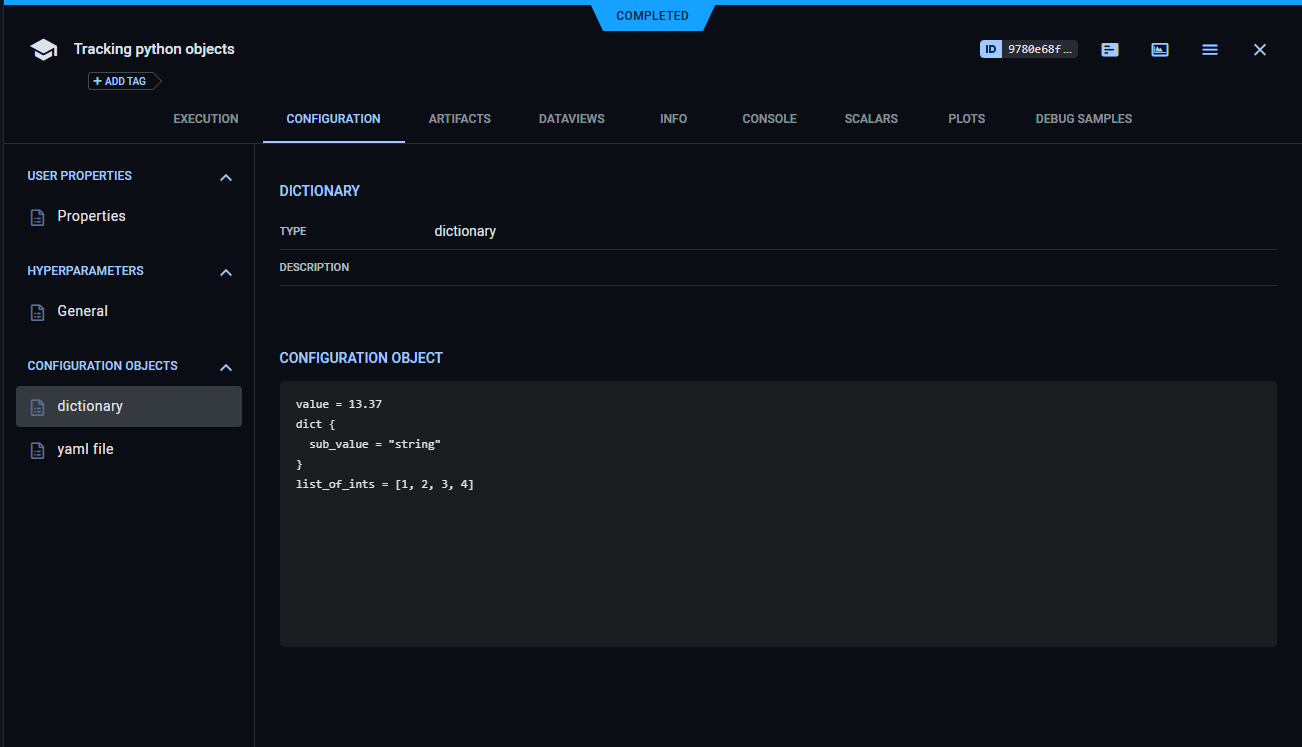 COMPLETED
Tracking python objects
ID 9780e68f...
+ ADD TAG
EXECUTION CONFIGURATION ARTIFACTS DATAVIEWS INFO CONSOLE SCALARS PLOTS DEBUG SAMPLES
USER PROPERTIES
Properties
HYPERPARAMETERS
General
CONFIGURATION OBJECTS
dictionary
yaml file
DICTIONARY
TYPE dictionary
DESCRIPTION
CONFIGURATION OBJECT
value = 13.37
dict {
  sub_value = "string"
}
list_of_ints = [1, 2, 3, 4]